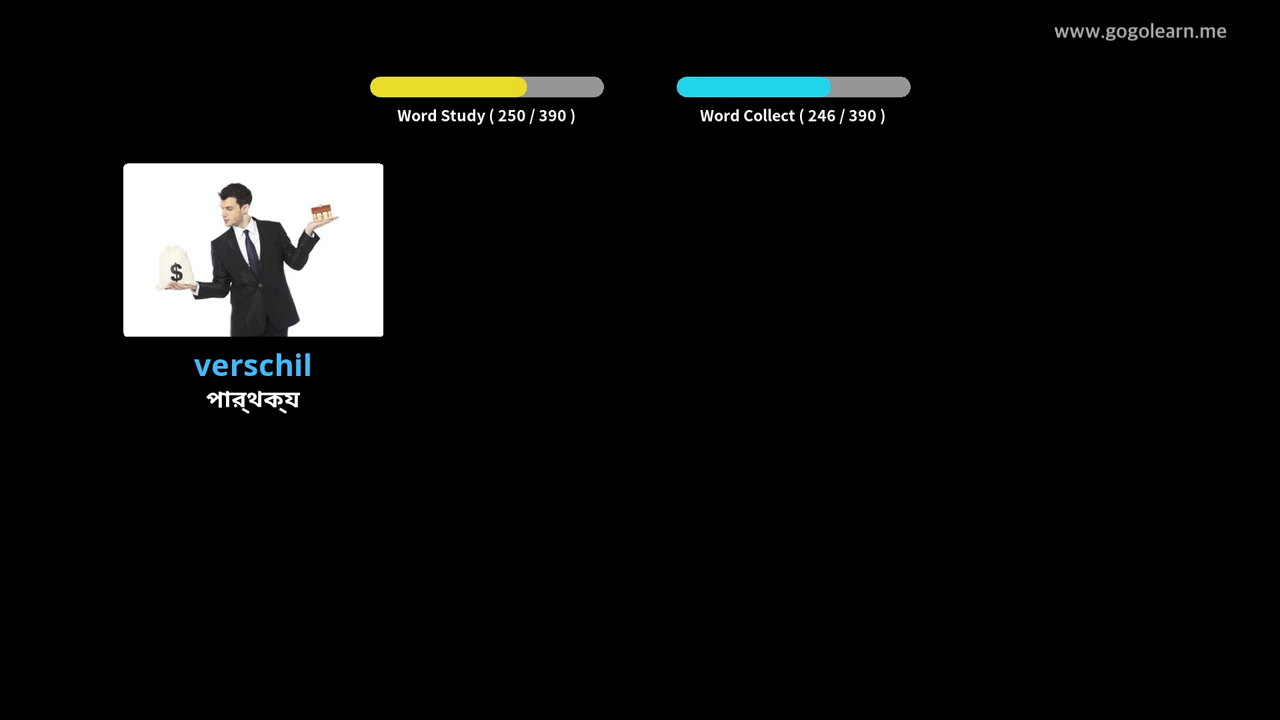 www.gogolearn.me
Word Study ( 250 / 390 )
Word Collect ( 246 / 390 )
$
verschil
পার্থক্য